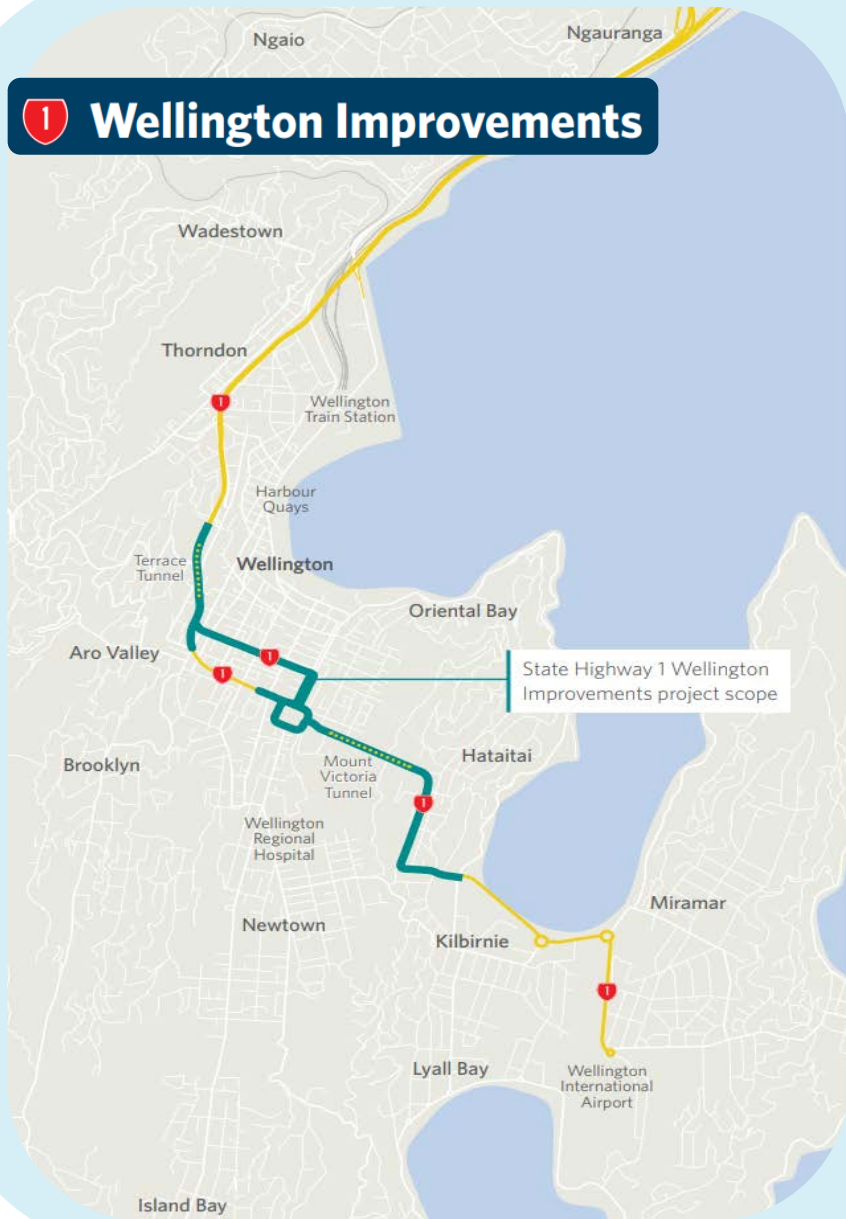 Ngaio
Ngauranga
1 Wellington Improvements
Wadestown
Thorndon
1
Wellington
Train Station
Harbour
Quays
Terrace
Tunnel
Wellington
Oriental Bay
Aro Valley
1
1
State Highway 1 Wellington
Improvements project scope
Brooklyn
Mount
Victoria
Tunnel
Hataitai
1
Wellington
Regional
Hospital
Miramar
Newtown
Kilbirnie
1
Lyall Bay
Wellington
International
Airport
Island Bay